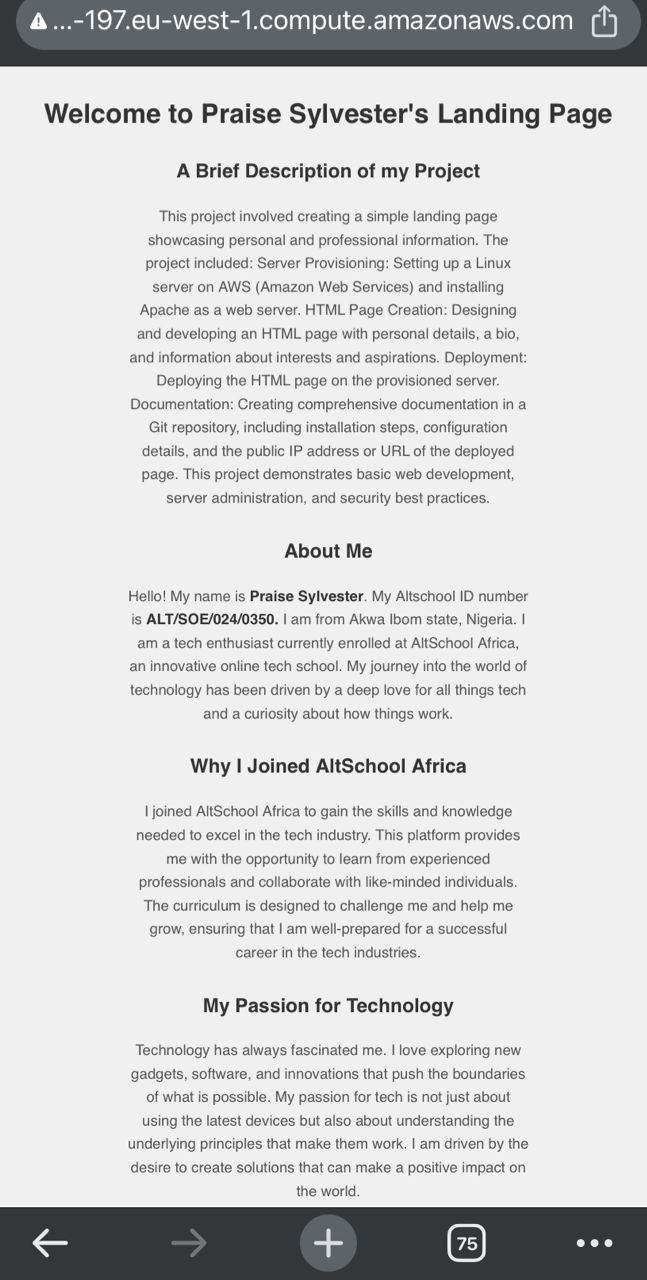 ...-197.eu-west-1.compute.amazonaws.com
Welcome to Praise Sylvester's Landing Page
A Brief Description of my Project
This project involved creating a simple landing page
showcasing personal and professional information. The
project included: Server Provisioning: Setting up a Linux
server on AWS (Amazon Web Services) and installing
Apache as a web server. HTML Page Creation: Designing
and developing an HTML page with personal details, a bio,
and information about interests and aspirations. Deployment:
Deploying the HTML page on the provisioned server.
Documentation: Creating comprehensive documentation in a
Git repository, including installation steps, configuration
details, and the public IP address or URL of the deployed
page. This project demonstrates basic web development,
server administration, and security best practices.
About Me
Hello! My name is Praise Sylvester. My Altschool ID number
is ALT/SOE/024/0350. I am from Akwa Ibom state, Nigeria. I
am a tech enthusiast currently enrolled at AltSchool Africa,
an innovative online tech school. My journey into the world of
technology has been driven by a deep love for all things tech
and a curiosity about how things work.
Why I Joined AltSchool Africa
I joined AltSchool Africa to gain the skills and knowledge
needed to excel in the tech industry. This platform provides
me with the opportunity to learn from experienced
professionals and collaborate with like-minded individuals.
The curriculum is designed to challenge me and help me
grow, ensuring that I am well-prepared for a successful
career in the tech industries.
My Passion for Technology
Technology has always fascinated me. I love exploring new
gadgets, software, and innovations that push the boundaries
of what is possible. My passion for tech is not just about
using the latest devices but also about understanding the
underlying principles that make them work. I am driven by the
desire to create solutions that can make a positive impact on
the world.
75